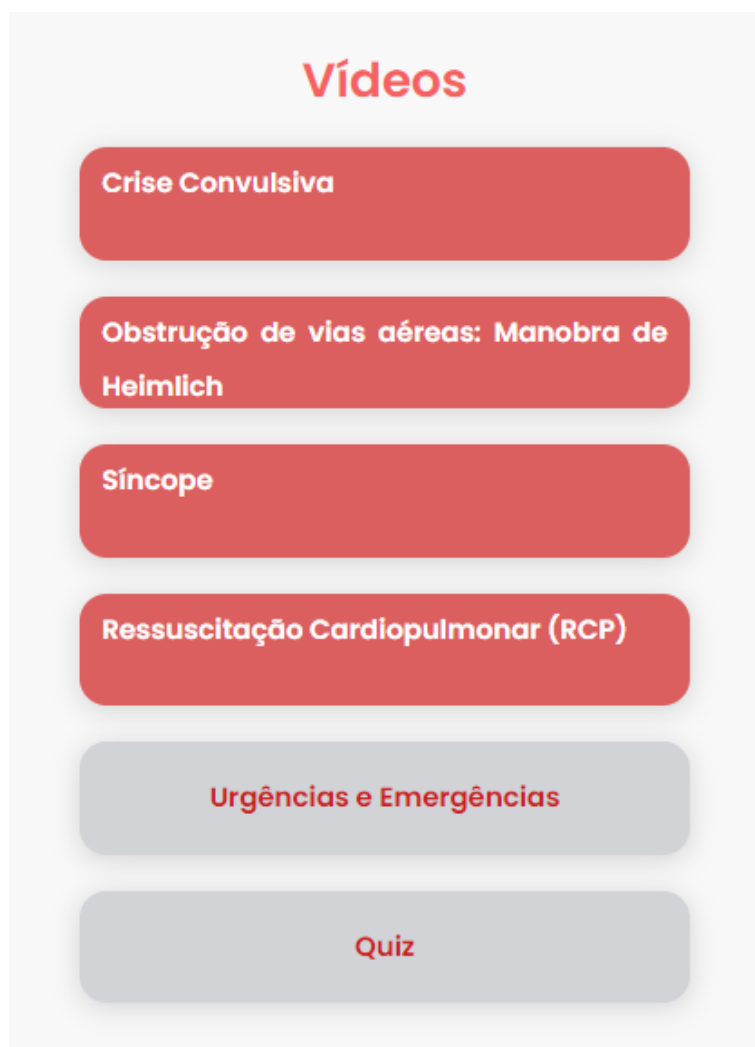 Vídeos
Crise Convulsiva
Obstrução de vias aéreas: Manobra de
Heimlich
Síncope
Ressuscitação Cardiopulmonar (RCP)
Urgências e Emergências
Quiz